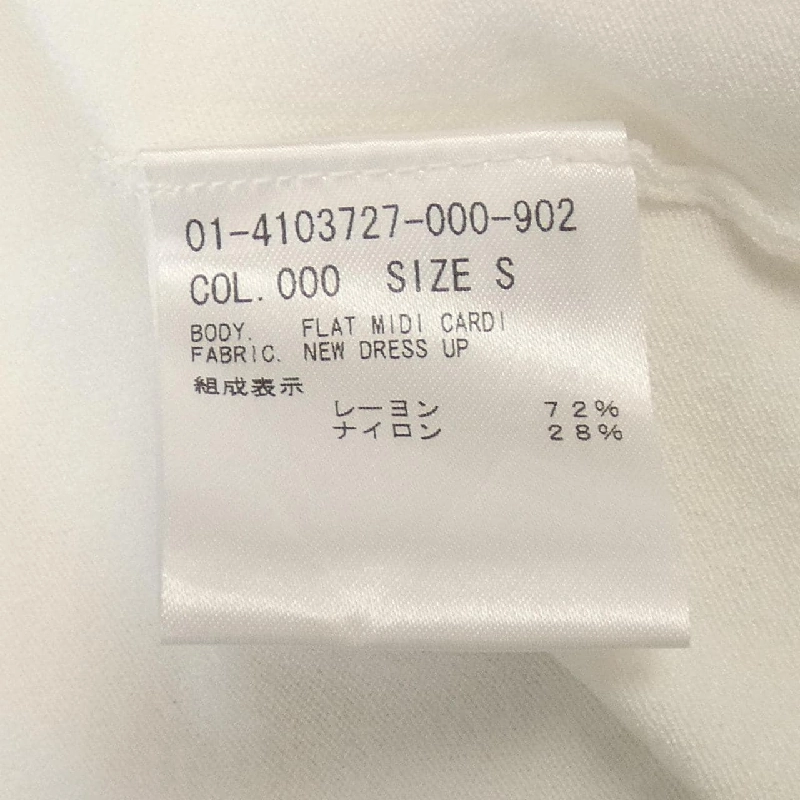 01-4103727-000-902
COL.000 SIZE S
BODY. FLAT MIDI CARDI
FABRIC. NEW DRESS UP
組成表示
レーヨン 72%
ナイロン 28%